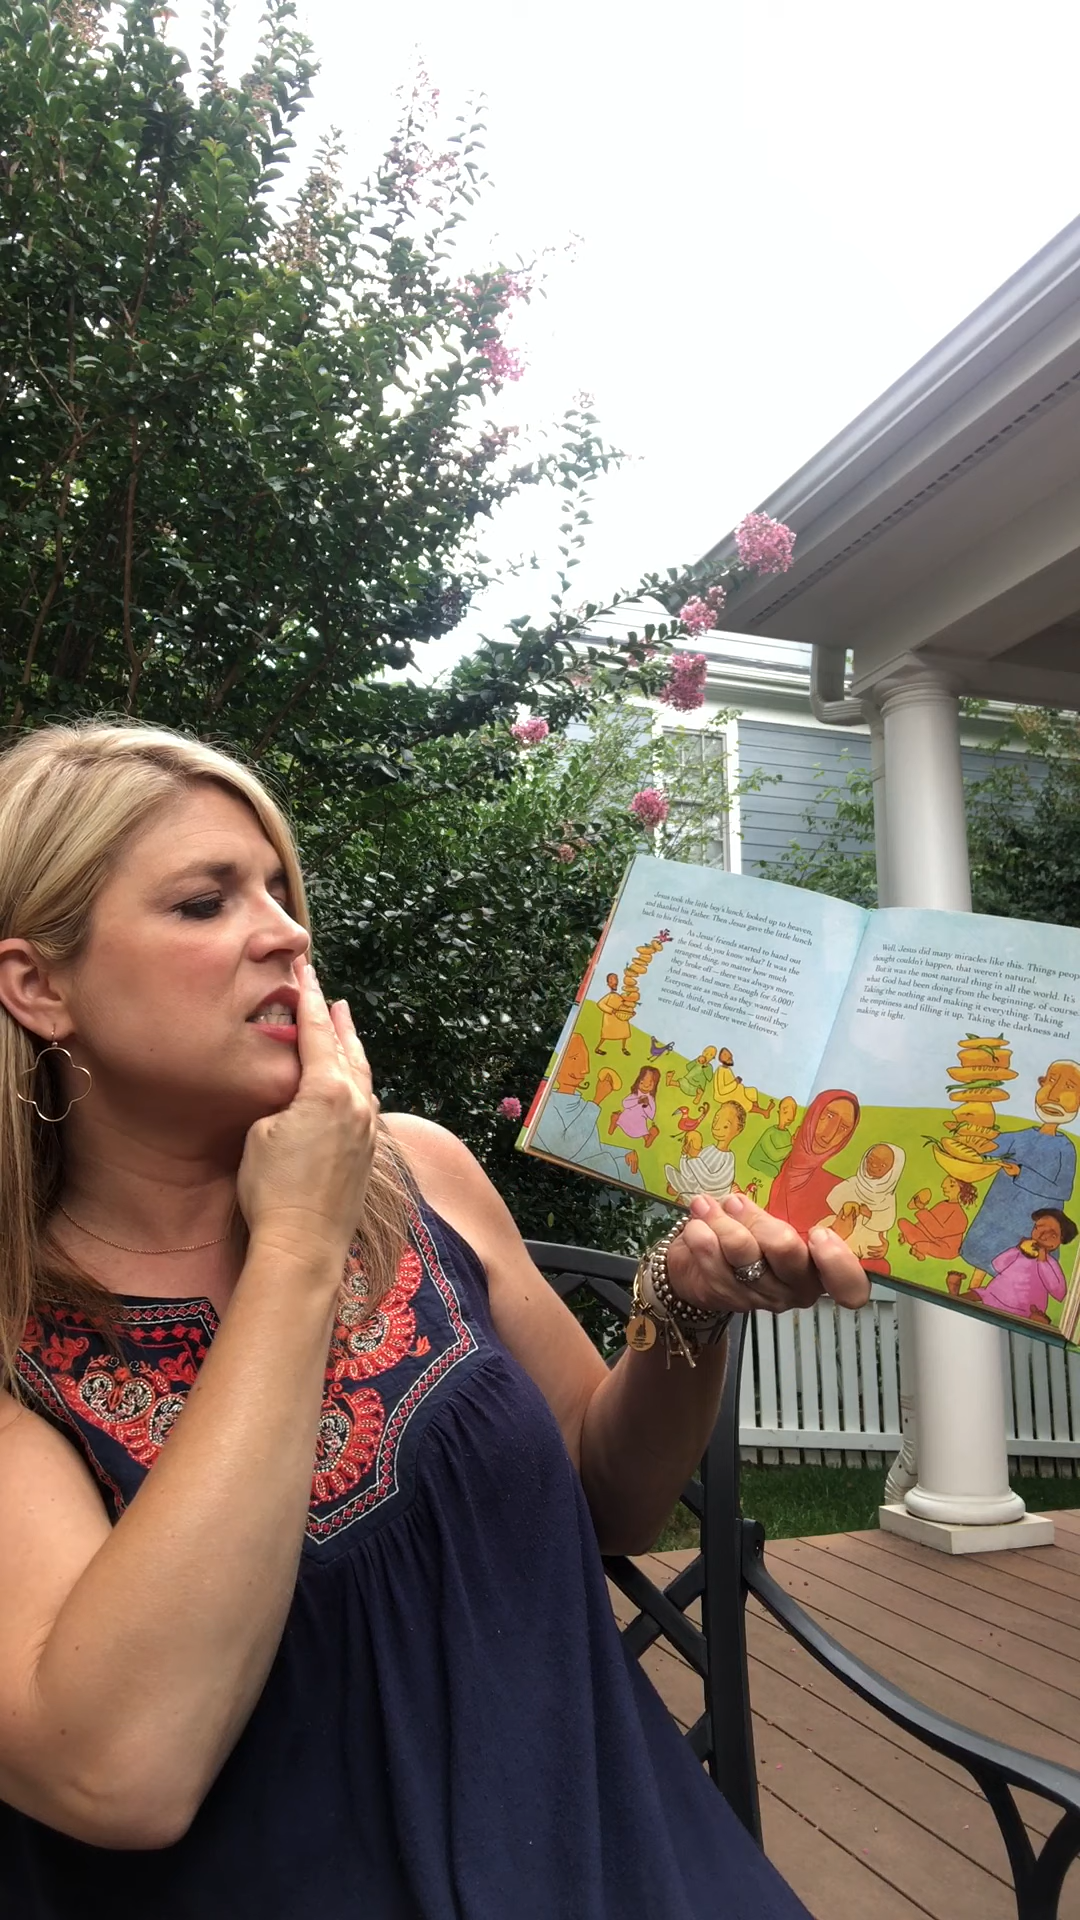 Jesus took the little boy's lunch, looked up to heaven,
and thanked his Father. Then Jesus gave the little lunch
back to his friends.
As Jesus' friends started to hand out
the food, do you know what? It was the
strangest thing, no matter how much
they broke off — there was always more.
And more. And more. Enough for 5,000!
Everyone ate as much as they wanted —
seconds, thirds, even fourths — until they
were full. And still there were leftovers.
Well, Jesus did many miracles like this. Things people
thought couldn't happen, that weren't natural.
But it was the most natural thing in all the world. It's
what God had been doing from the beginning, of course.
Taking the nothing and making it everything. Taking
the emptiness and filling it up. Taking the darkness and
making it light.